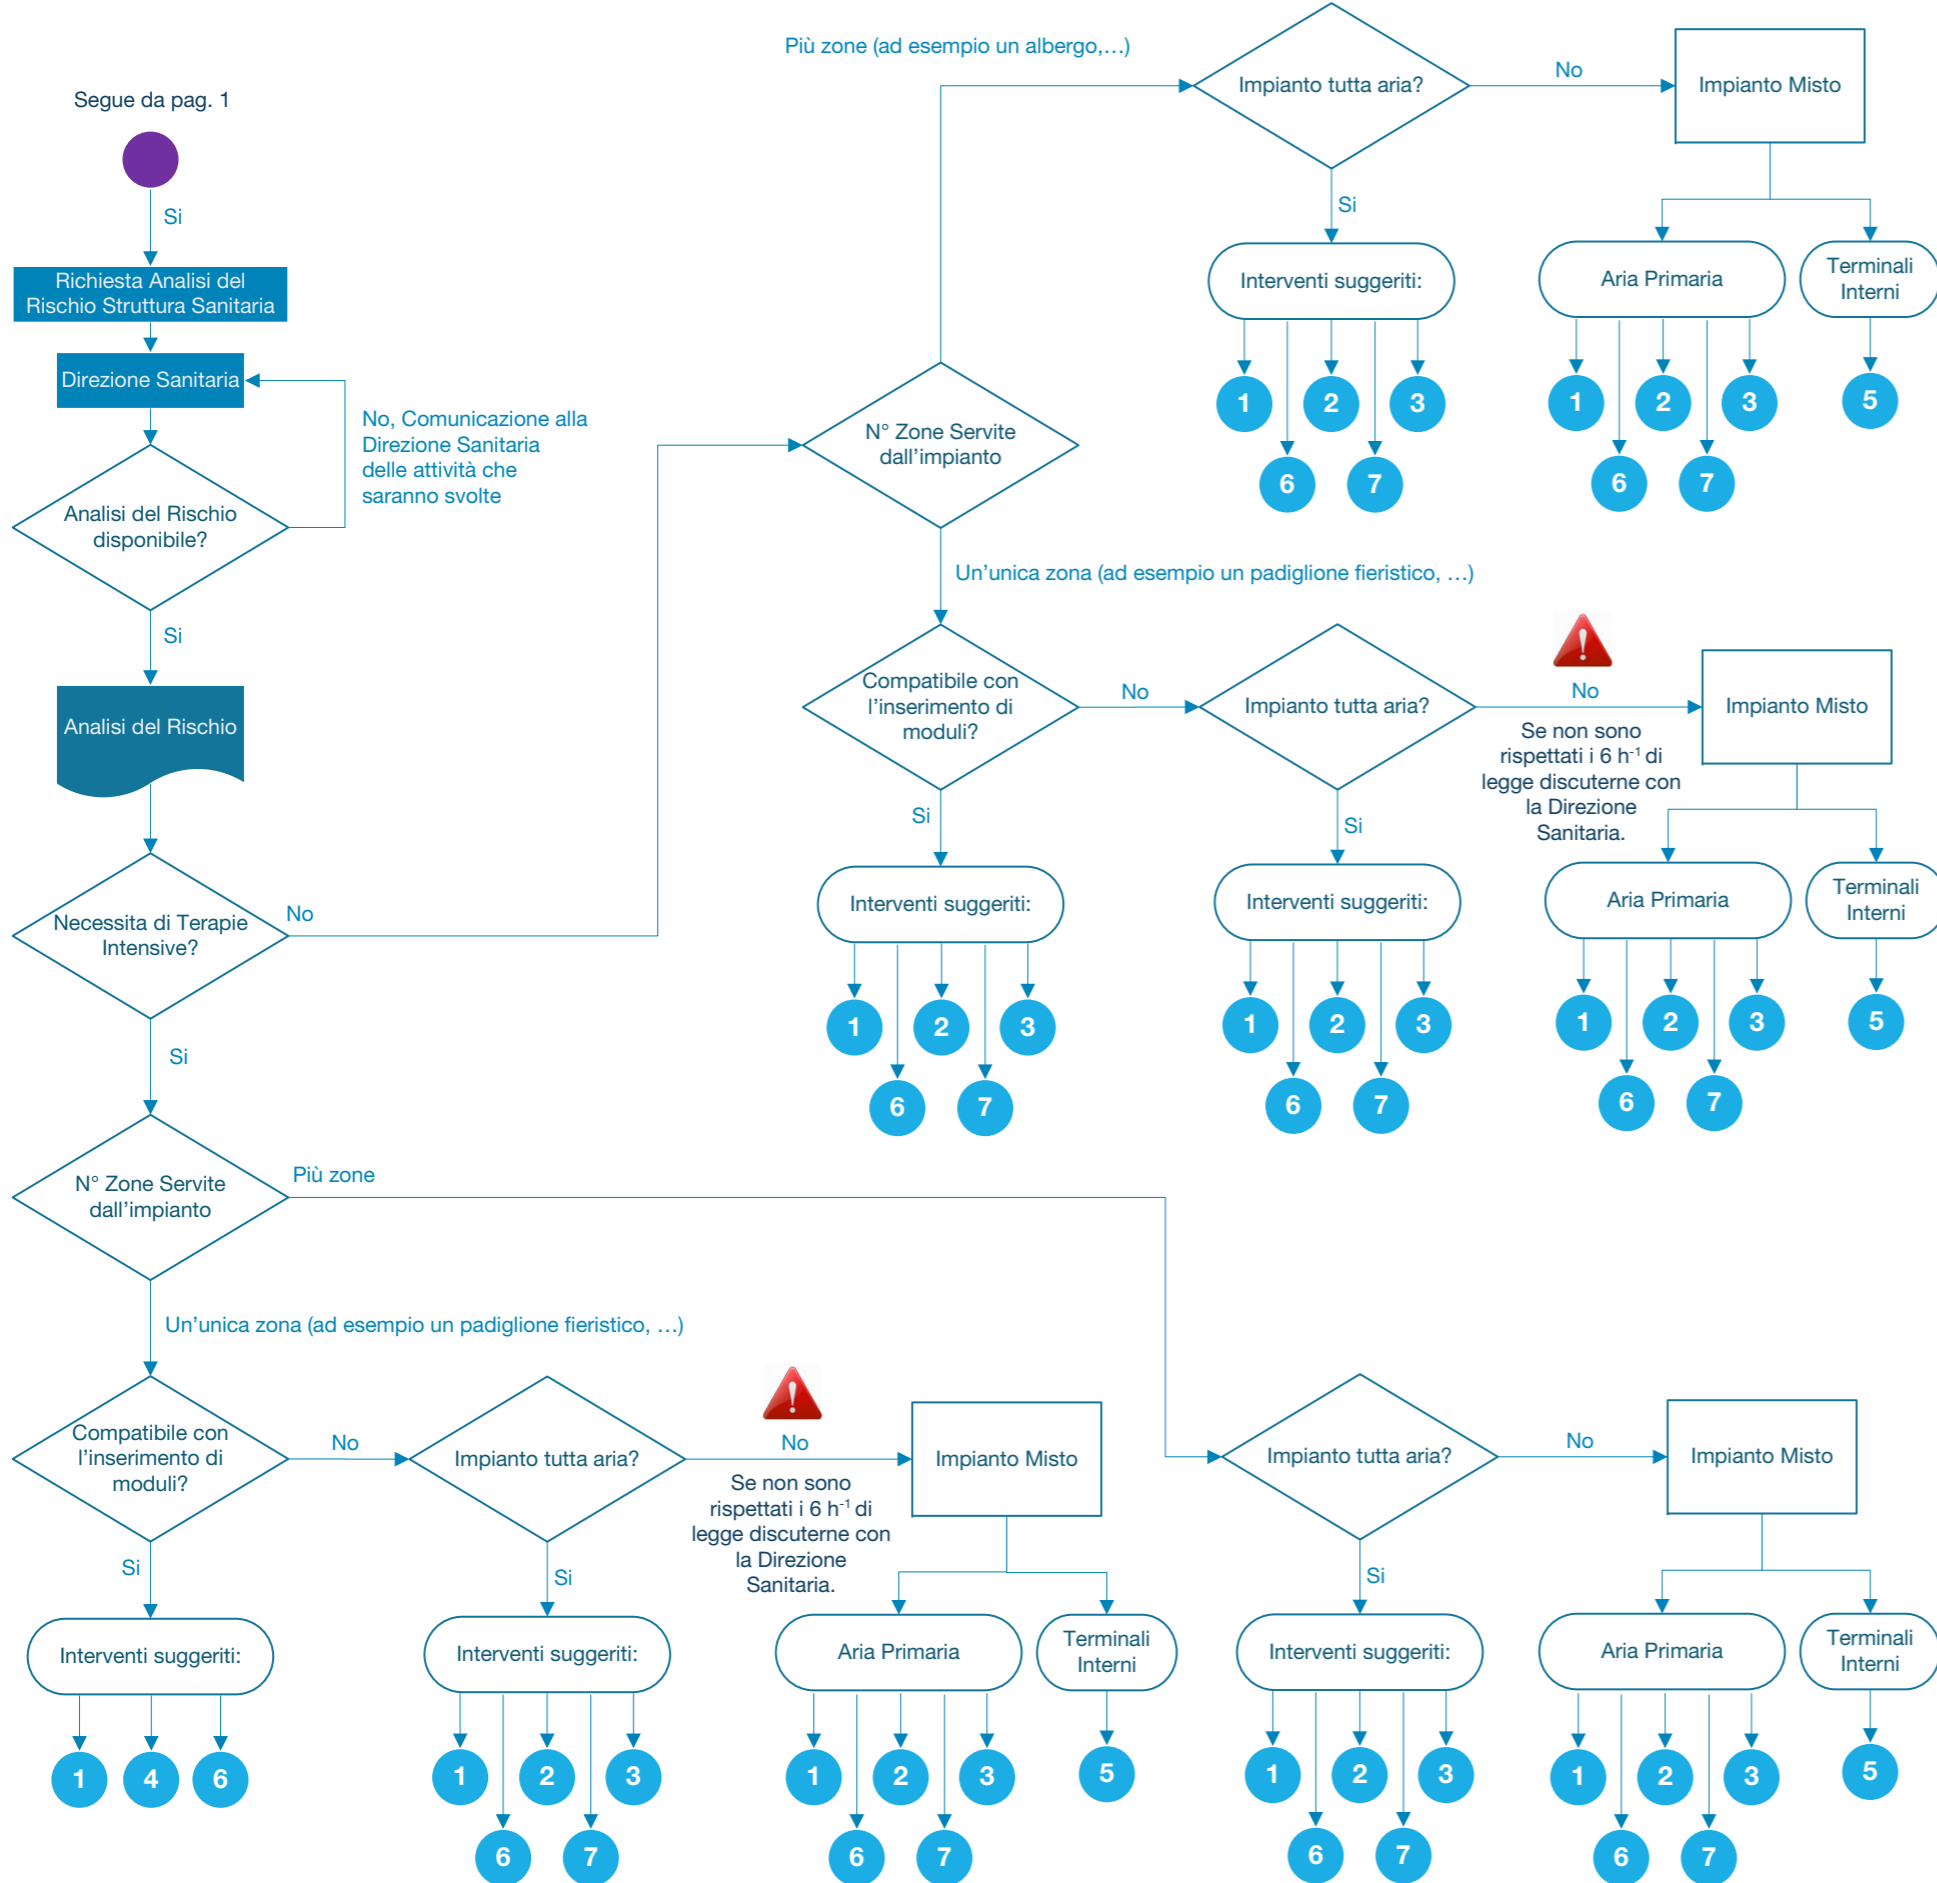 Segue da pag. 1
Si
Richiesta Analisi del
Rischio Struttura Sanitaria
Direzione Sanitaria
No, Comunicazione alla
Direzione Sanitaria
delle attività che
saranno svolte
Analisi del Rischio
disponibile?
Si
Analisi del Rischio
Necessita di Terapie
Intensive?
No
Si
N° Zone Servite
dall'impianto
Più zone (ad esempio un albergo,…)
Impianto tutta aria?
No
Impianto Misto
Si
Interventi suggeriti:
1
2
3
6
7
Aria Primaria
1
2
3
6
7
Terminali
Interni
5
Un'unica zona (ad esempio un padiglione fieristico, …)
Compatibile con
l'inserimento di
moduli?
No
Impianto tutta aria?
No
Se non sono
rispettati i 6 h⁻¹ di
legge discuterne con
la Direzione
Sanitaria.
Impianto Misto
Si
Interventi suggeriti:
1
2
3
6
7
Si
Interventi suggeriti:
1
2
3
6
7
Aria Primaria
1
2
3
6
7
Terminali
Interni
5
N° Zone Servite
dall'impianto
Più zone
Un'unica zona (ad esempio un padiglione fieristico, …)
Compatibile con
l'inserimento di
moduli?
No
Impianto tutta aria?
No
Se non sono
rispettati i 6 h⁻¹ di
legge discuterne con
la Direzione
Sanitaria.
Impianto Misto
Si
Interventi suggeriti:
1
4
6
Si
Interventi suggeriti:
1
2
3
6
7
Aria Primaria
1
2
3
6
7
Terminali
Interni
5
Impianto tutta aria?
No
Impianto Misto
Si
Interventi suggeriti:
1
2
3
6
7
Aria Primaria
1
2
3
6
7
Terminali
Interni
5